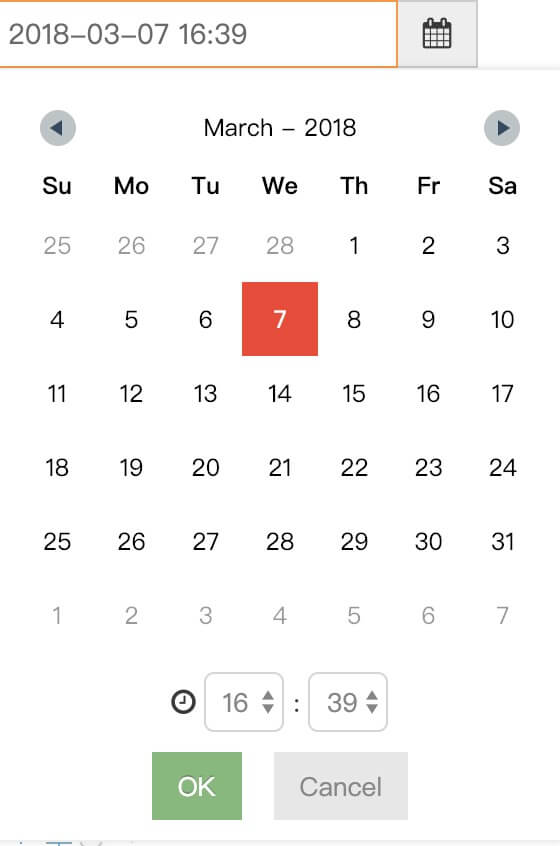 2018-03-07 16:39
March - 2018
Su Mo Tu We Th Fr Sa
25 26 27 28 1 2 3
4 5 6 7 8 9 10
11 12 13 14 15 16 17
18 19 20 21 22 23 24
25 26 27 28 29 30 31
1 2 3 4 5 6 7
16 : 39
OK Cancel